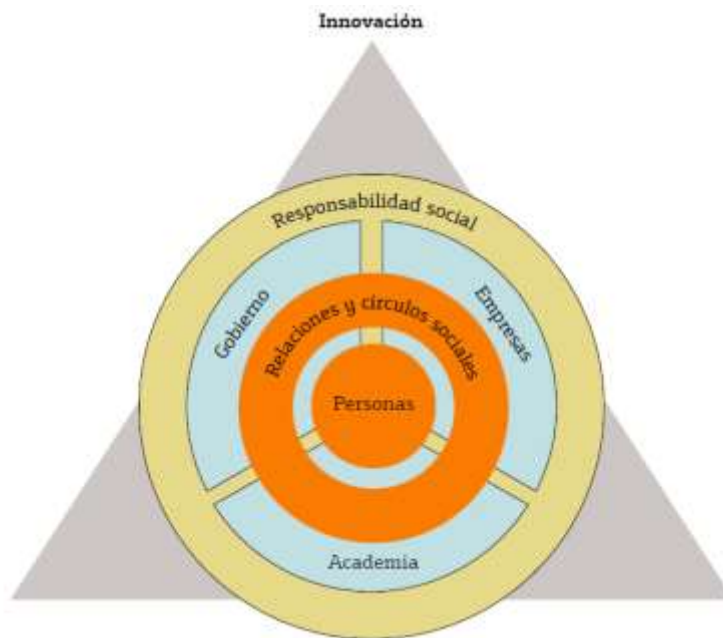 Innovación
Responsabilidad social
Gobierno
Empresas
Relaciones y círculos sociales
Personas
Academia